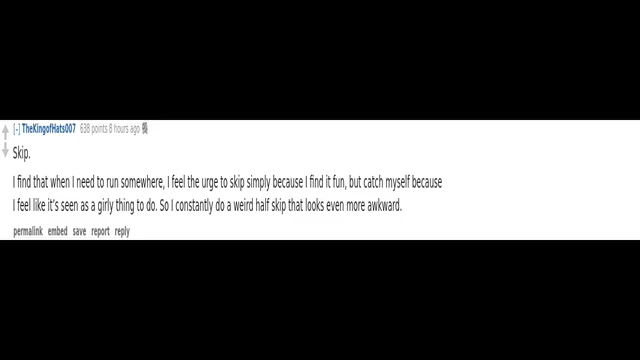 [-] TheKingofHats007 638 points 8 hours ago
Skip.
I find that when I need to run somewhere, I feel the urge to skip simply because I find it fun, but catch myself because
I feel like it's seen as a girly thing to do. So I constantly do a weird half skip that looks even more awkward.
permalink embed save report reply